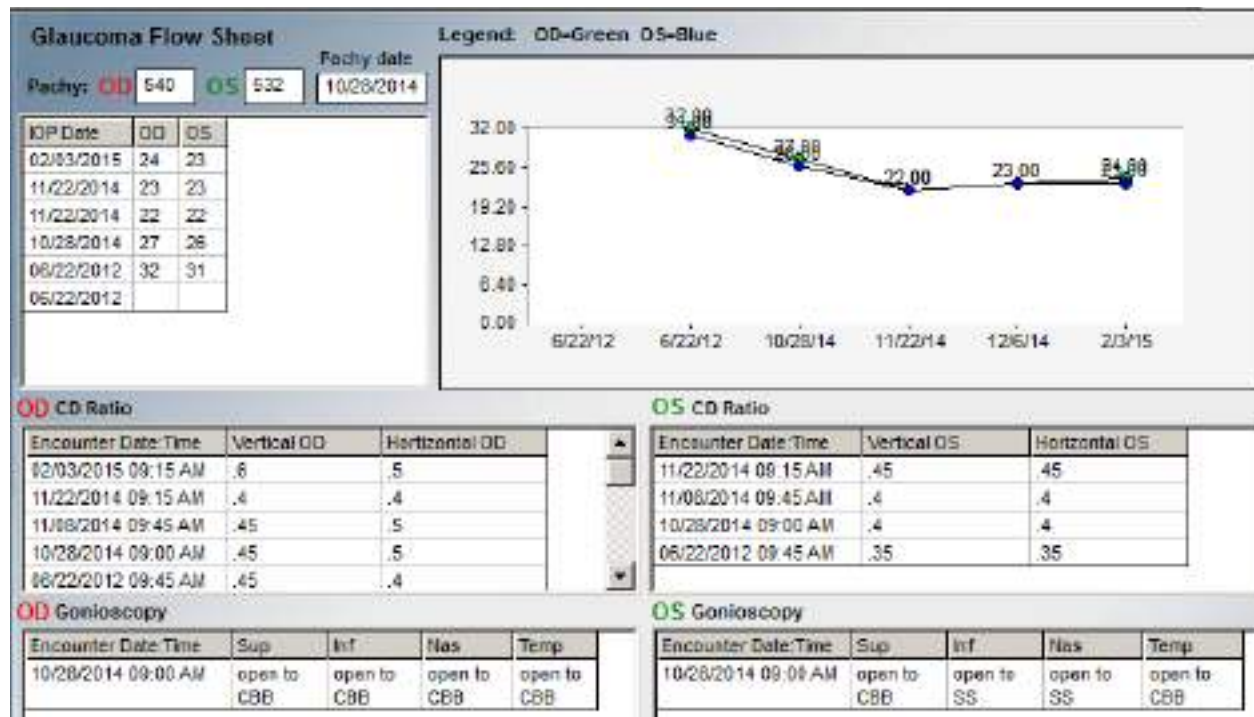 Glaucoma Flow Sheet
Legend: OD=Green OS=Blue
Pachy date
Pachy: OD 540 OS 532 10/28/2014
IOP Date OD OS
02/03/2015 24 23
11/22/2014 23 23
11/22/2014 22 22
10/28/2014 27 26
06/22/2012 32 31
06/22/2012
32.00
25.60
19.20
12.80
6.40
0.00
22.00 23.00
6/22/12 6/22/12 10/28/14 11/22/14 12/6/14 2/3/15
OD CD Ratio
Encounter Date:Time Vertical OD Hortizontal OD
02/03/2015 09:15 AM .6 .5
11/22/2014 09:15 AM .4 .4
11/08/2014 09:45 AM .45 .5
10/28/2014 09:00 AM .45 .5
06/22/2012 09:45 AM .45 .4
OS CD Ratio
Encounter Date:Time Vertical OS Horizontal OS
11/22/2014 09:15 AM .45 .45
11/08/2014 09:45 AM .4 .4
10/28/2014 09:00 AM .4 .4
06/22/2012 09:45 AM .35 .35
OD Gonioscopy
Encounter Date:Time Sup Inf Nas Temp
10/28/2014 09:00 AM open to open to open to open to
CBB CBB CBB CBB
OS Gonioscopy
Encounter Date:Time Sup Inf Nas Temp
10/28/2014 09:00 AM open to open to open to open to
CBB SS SS CBB